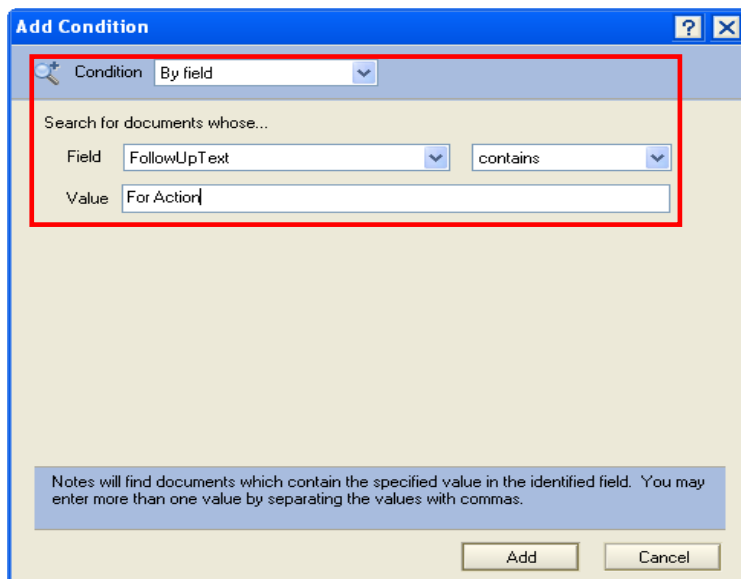 Add Condition
Condition By field
Search for documents whose...
Field FollowUpText contains
Value For Action
Notes will find documents which contain the specified value in the identified field. You may
enter more than one value by separating the values with commas.
Add Cancel